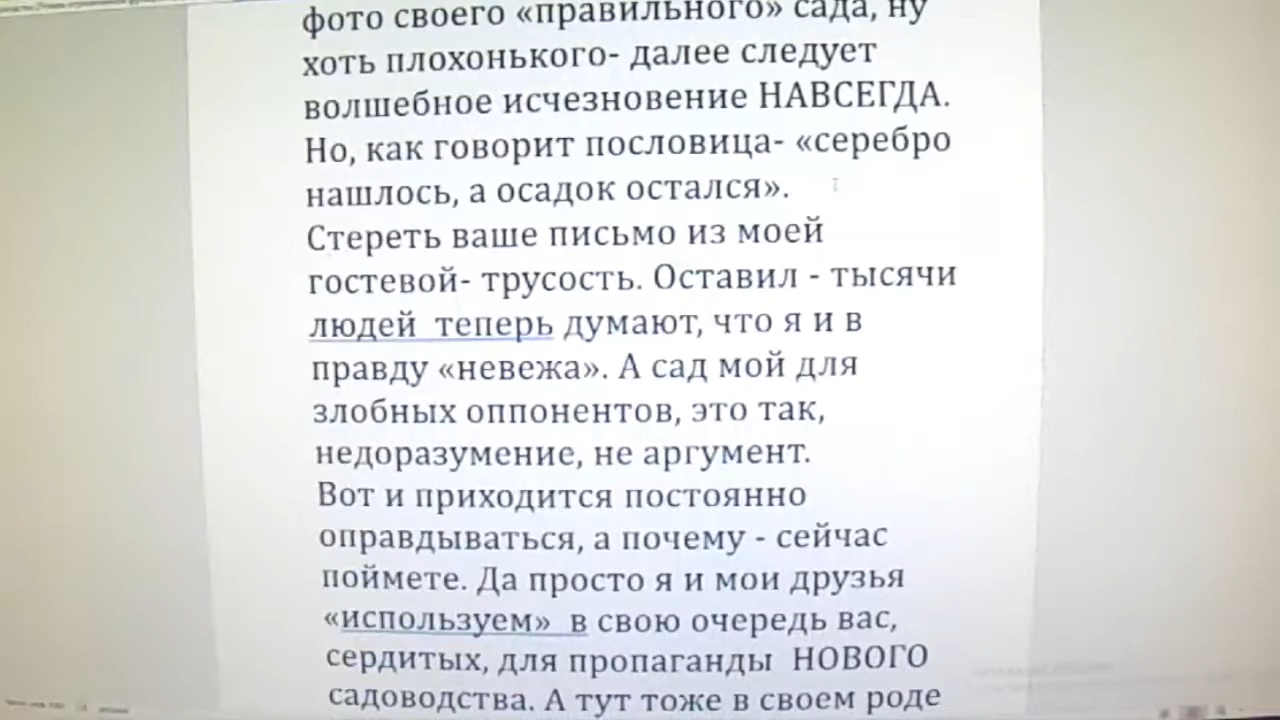 фото своего «правильного» сада, ну
хоть плохонького- далее следует
волшебное исчезновение НАВСЕГДА.
Но, как говорит пословица- «серебро
нашлось, а осадок остался».
Стереть ваше письмо из моей
гостевой- трусость. Оставил - тысячи
людей  теперь думают, что я и в
правду «невежа». А сад мой для
злобных оппонентов, это так,
недоразумение, не аргумент.
Вот и приходится постоянно
оправдываться, а почему - сейчас
поймете. Да просто я и мои друзья
«используем»  в свою очередь вас,
сердитых, для пропаганды  НОВОГО
садоводства. А тут тоже в своем роде